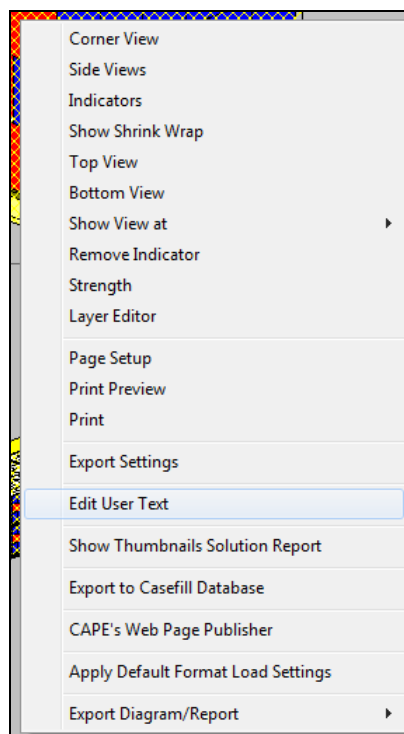 Corner View
Side Views
Indicators
Show Shrink Wrap
Top View
Bottom View
Show View at
Remove Indicator
Strength
Layer Editor
Page Setup
Print Preview
Print
Export Settings
Edit User Text
Show Thumbnails Solution Report
Export to Casefill Database
CAPE's Web Page Publisher
Apply Default Format Load Settings
Export Diagram/Report